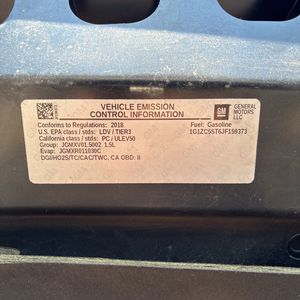 VEHICLE EMISSION
CONTROL INFORMATION
gm
GENERAL
MOTORS LLC
Conforms to Regulations: 2018
Fuel: Gasoline
U.S. EPA class / stds: LDV / TIER3
1G1ZC5ST6JF159373
California class / stds: PC / ULEV50
Group: JGMXV01.5002 1.5L
Evap: JGMXR011030C
DGI/HO2S/TC/CAC/TWC, CA OBD: II